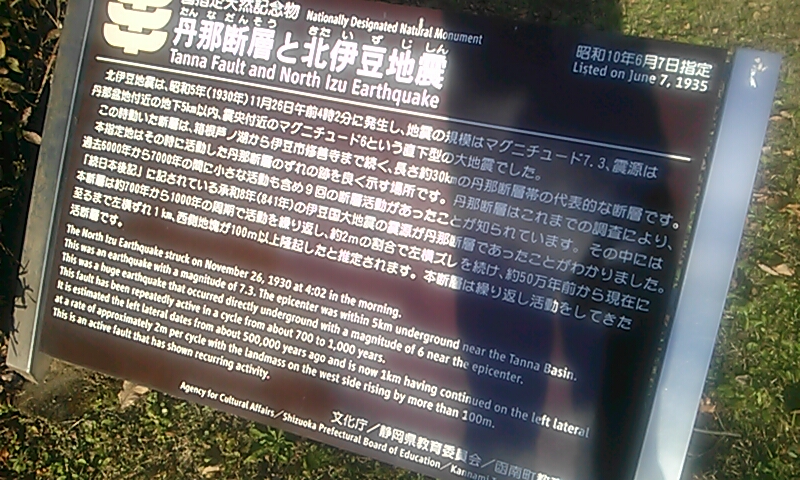 国指定天然記念物 Nationally Designated Natural Monument
たんなだんそう きたいずじしん
丹那断層と北伊豆地震
Tanna Fault and North Izu Earthquake
昭和10年6月7日指定
Listed on June 7, 1935
北伊豆地震は、昭和5年(1930年)11月26日午前4時2分に発生し、地震の規模はマグニチュード7.3、震源は
丹那盆地付近の地下5km以内、震央付近のマグニチュード6という直下型の大地震でした。
この時動いた断層は、箱根芦ノ湖から伊豆市修善寺まで続く、長さ約30kmの丹那断層帯の代表的な断層です。
本指定地はその時に活動した丹那断層のずれの跡を良く示す場所です。丹那断層はこれまでの調査により、
過去6000年から7000年の間に小さな活動も含め9回の断層活動があったことが知られています。その中には
「続日本後記」に記されている承和8年(841年)の伊豆国大地震の震源が丹那断層であったことがわかりました。
本断層は約700年から1000年の周期で活動を繰り返し、約2mの割合で左横ズレを続け、約50万年前から現在に
至るまで左横ずれ1km、西側地塊が100m以上隆起したと推定されます。本断層は繰り返し活動をしてきた
活断層です。
The North Izu Earthquake struck on November 26, 1930 at 4:02 in the morning.
This was an earthquake with a magnitude of 7.3. The epicenter was within 5km underground near the Tanna Basin.
This was a huge earthquake that occurred directly underground with a magnitude of 6 near the epicenter.
This fault has been repeatedly active in a cycle from about 700 to 1,000 years.
It is estimated the left lateral dates from about 500,000 years ago and is now 1km having continued on the left lateral
at a rate of approximately 2m per cycle with the landmass on the west side rising by more than 100m.
This is an active fault that has shown recurring activity.
文化庁／静岡県教育委員会／函南町
Agency for Cultural Affairs / Shizuoka Prefectural Board of Education / Kannami